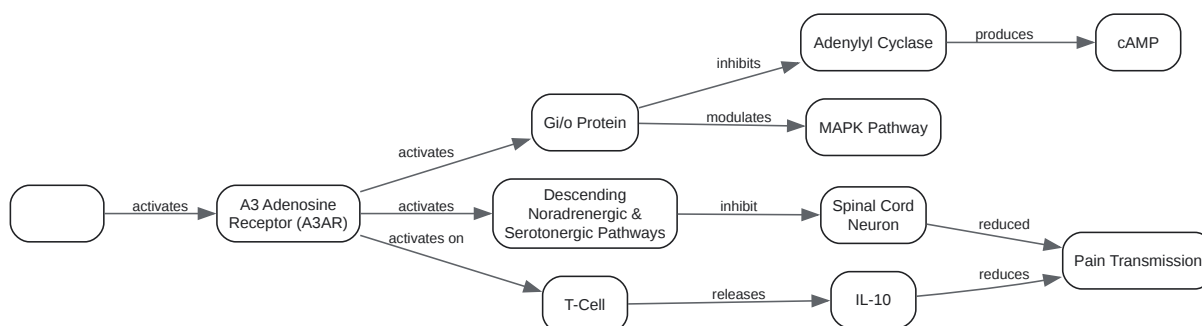 Adenylyl Cyclase
produces
cAMP
inhibits
Gi/o Protein
modulates
MAPK Pathway
activates
activates
A3 Adenosine
Receptor (A3AR)
activates
Descending
Noradrenergic &
Serotonergic Pathways
inhibit
Spinal Cord
Neuron
reduced
Pain Transmission
activates on
T-Cell
releases
IL-10
reduces